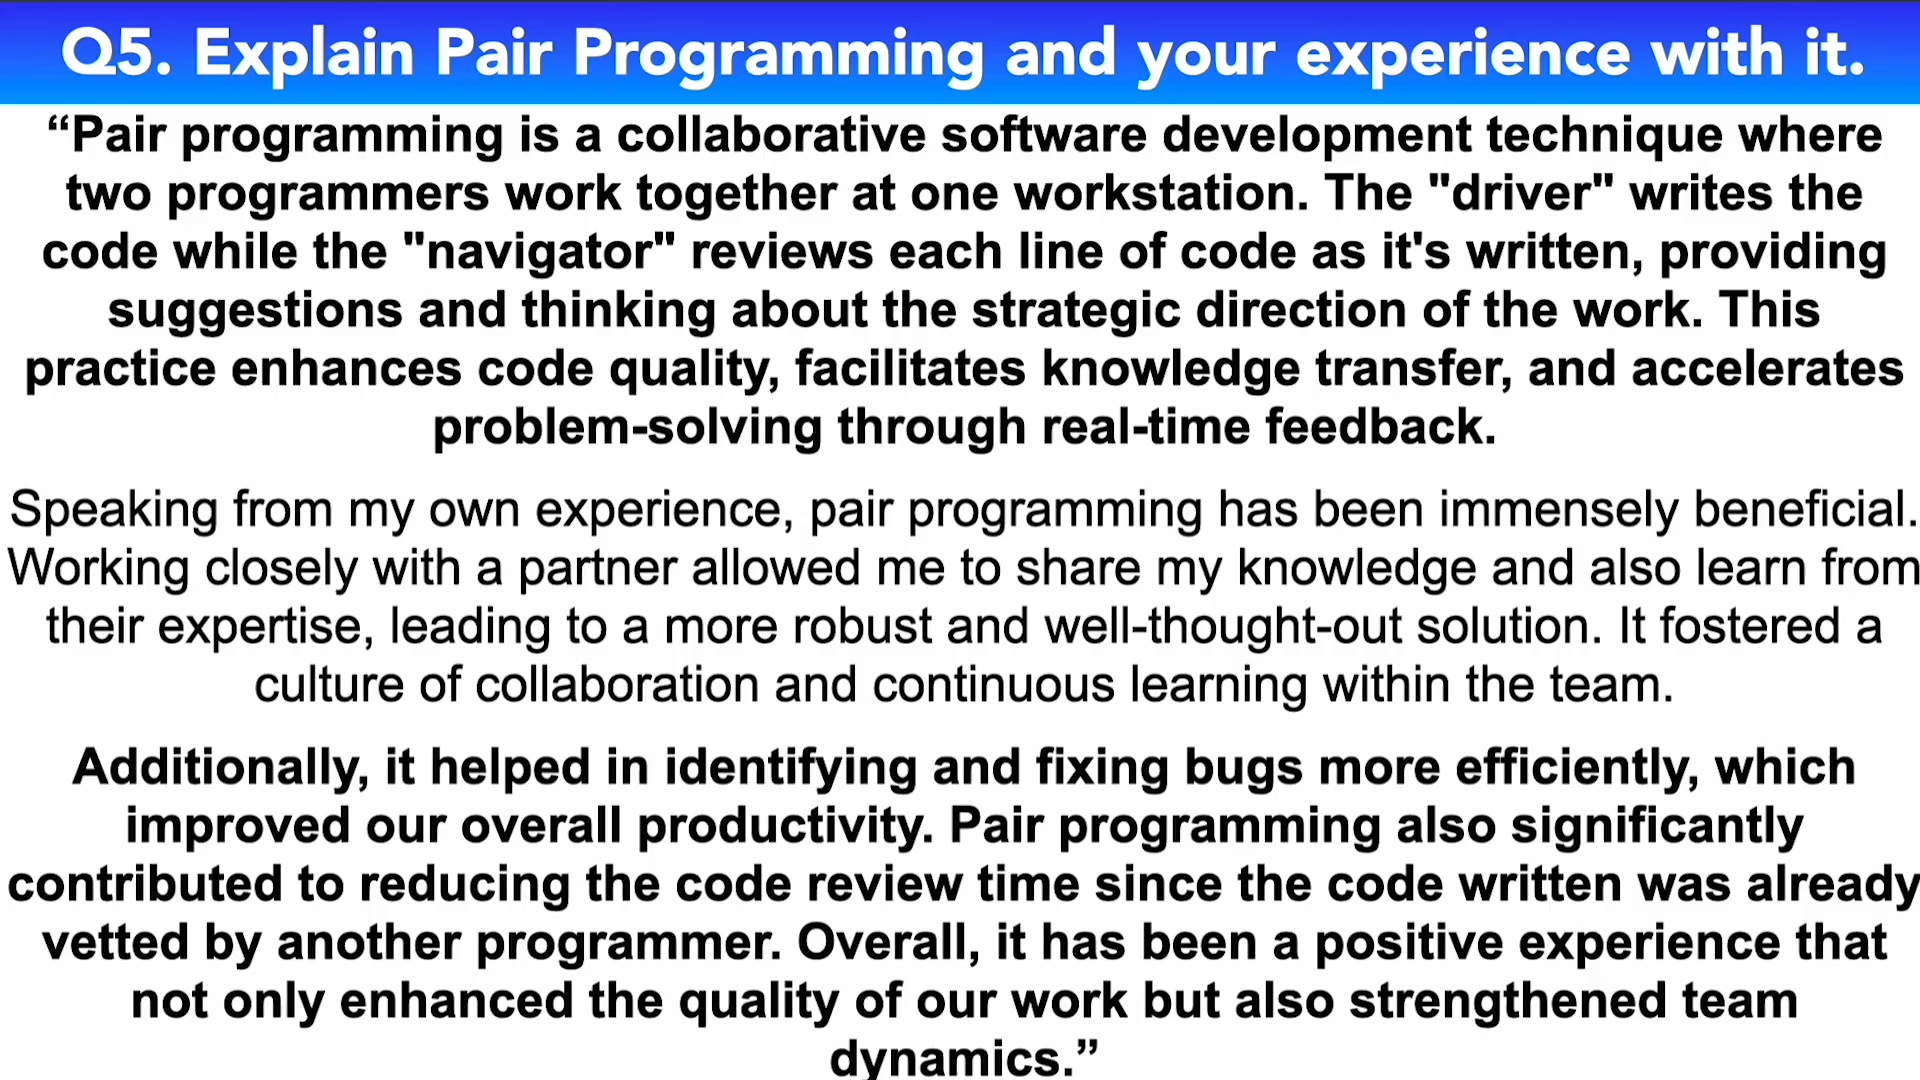 Q5. Explain Pair Programming and your experience with it.
“Pair programming is a collaborative software development technique where
two programmers work together at one workstation. The "driver" writes the
code while the "navigator" reviews each line of code as it's written, providing
suggestions and thinking about the strategic direction of the work. This
practice enhances code quality, facilitates knowledge transfer, and accelerates
problem-solving through real-time feedback.
Speaking from my own experience, pair programming has been immensely beneficial.
Working closely with a partner allowed me to share my knowledge and also learn from
their expertise, leading to a more robust and well-thought-out solution. It fostered a
culture of collaboration and continuous learning within the team.
Additionally, it helped in identifying and fixing bugs more efficiently, which
improved our overall productivity. Pair programming also significantly
contributed to reducing the code review time since the code written was already
vetted by another programmer. Overall, it has been a positive experience that
not only enhanced the quality of our work but also strengthened team
dynamics.”